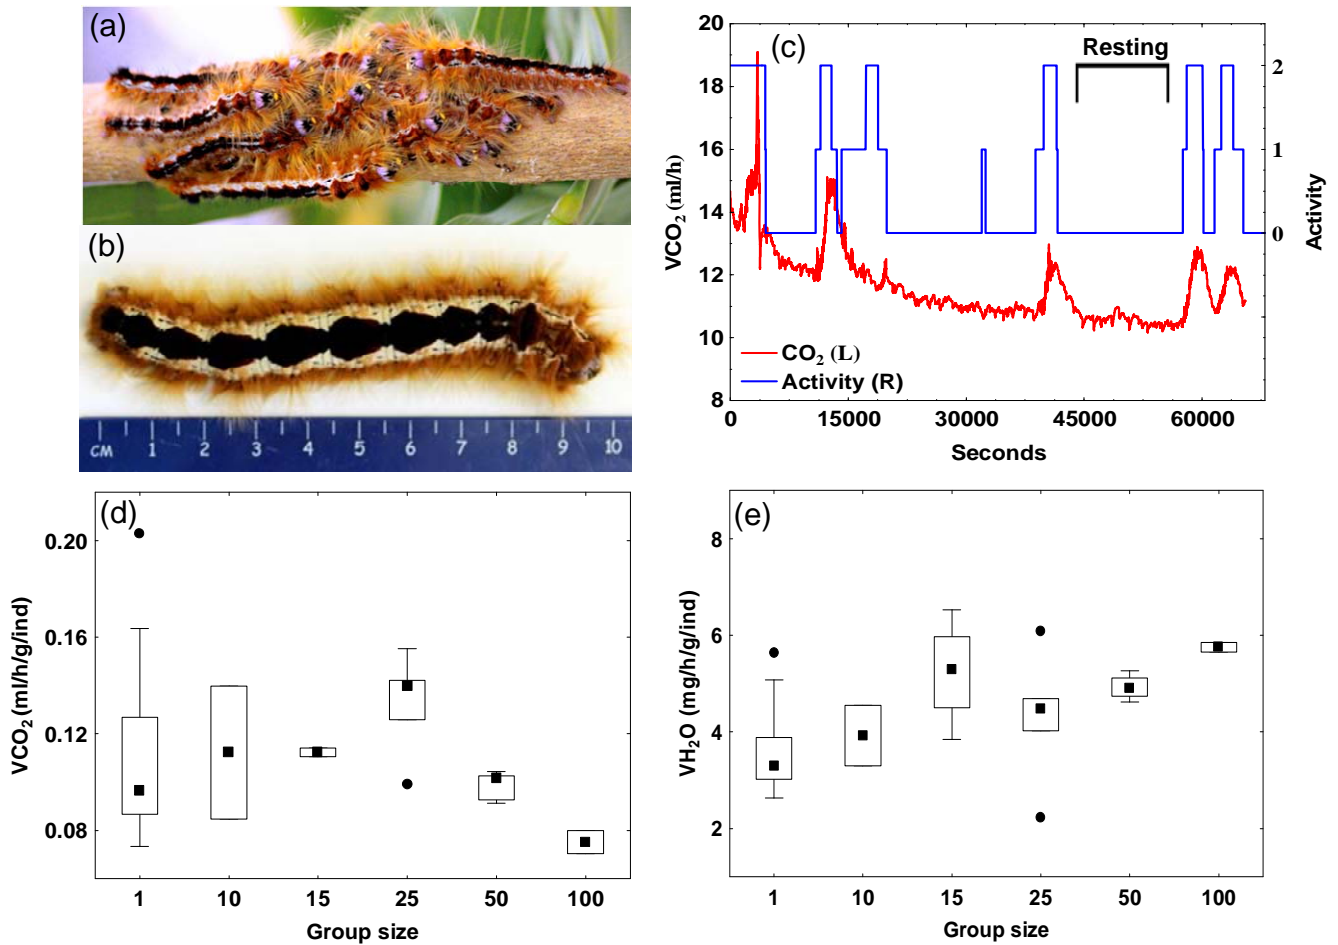 (a)
(b)
CM 1 2 3 4 5 6 7 8 9 10
(c)
Resting
20
18
16
14
12
10
8
VCO₂ (ml/h)
2
1
0
Activity
CO₂ (L)
Activity (R)
0 15000 30000 45000 60000
Seconds
(d)
0.20
0.16
0.12
0.08
VCO₂ (ml/h/g/ind)
1 10 15 25 50 100
Group size
(e)
8
6
4
2
VH₂O (mg/h/g/ind)
1 10 15 25 50 100
Group size